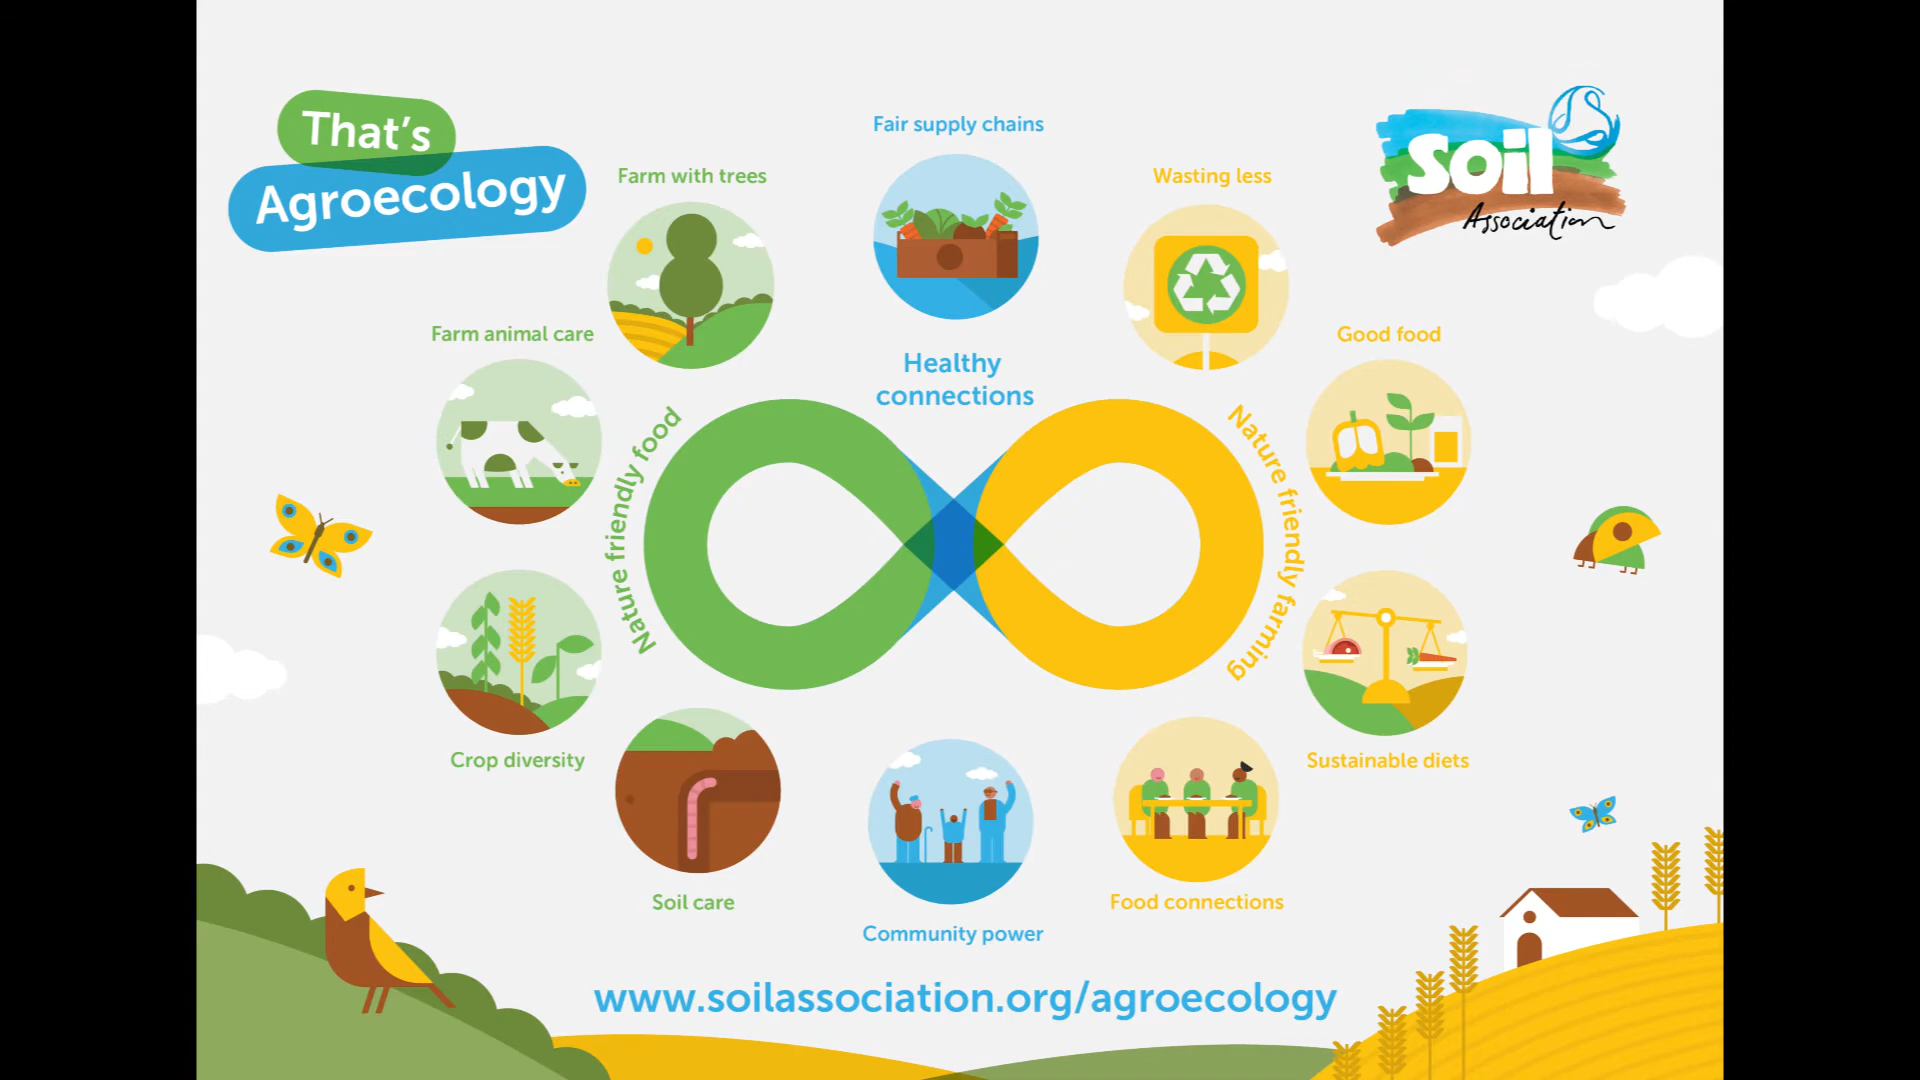 That's
Agroecology
Fair supply chains
Farm with trees
Wasting less
Soil
Association
Farm animal care
Good food
Healthy
connections
Nature friendly food
Nature friendly farming
Crop diversity
Sustainable diets
Soil care
Food connections
Community power
www.soilassociation.org/agroecology